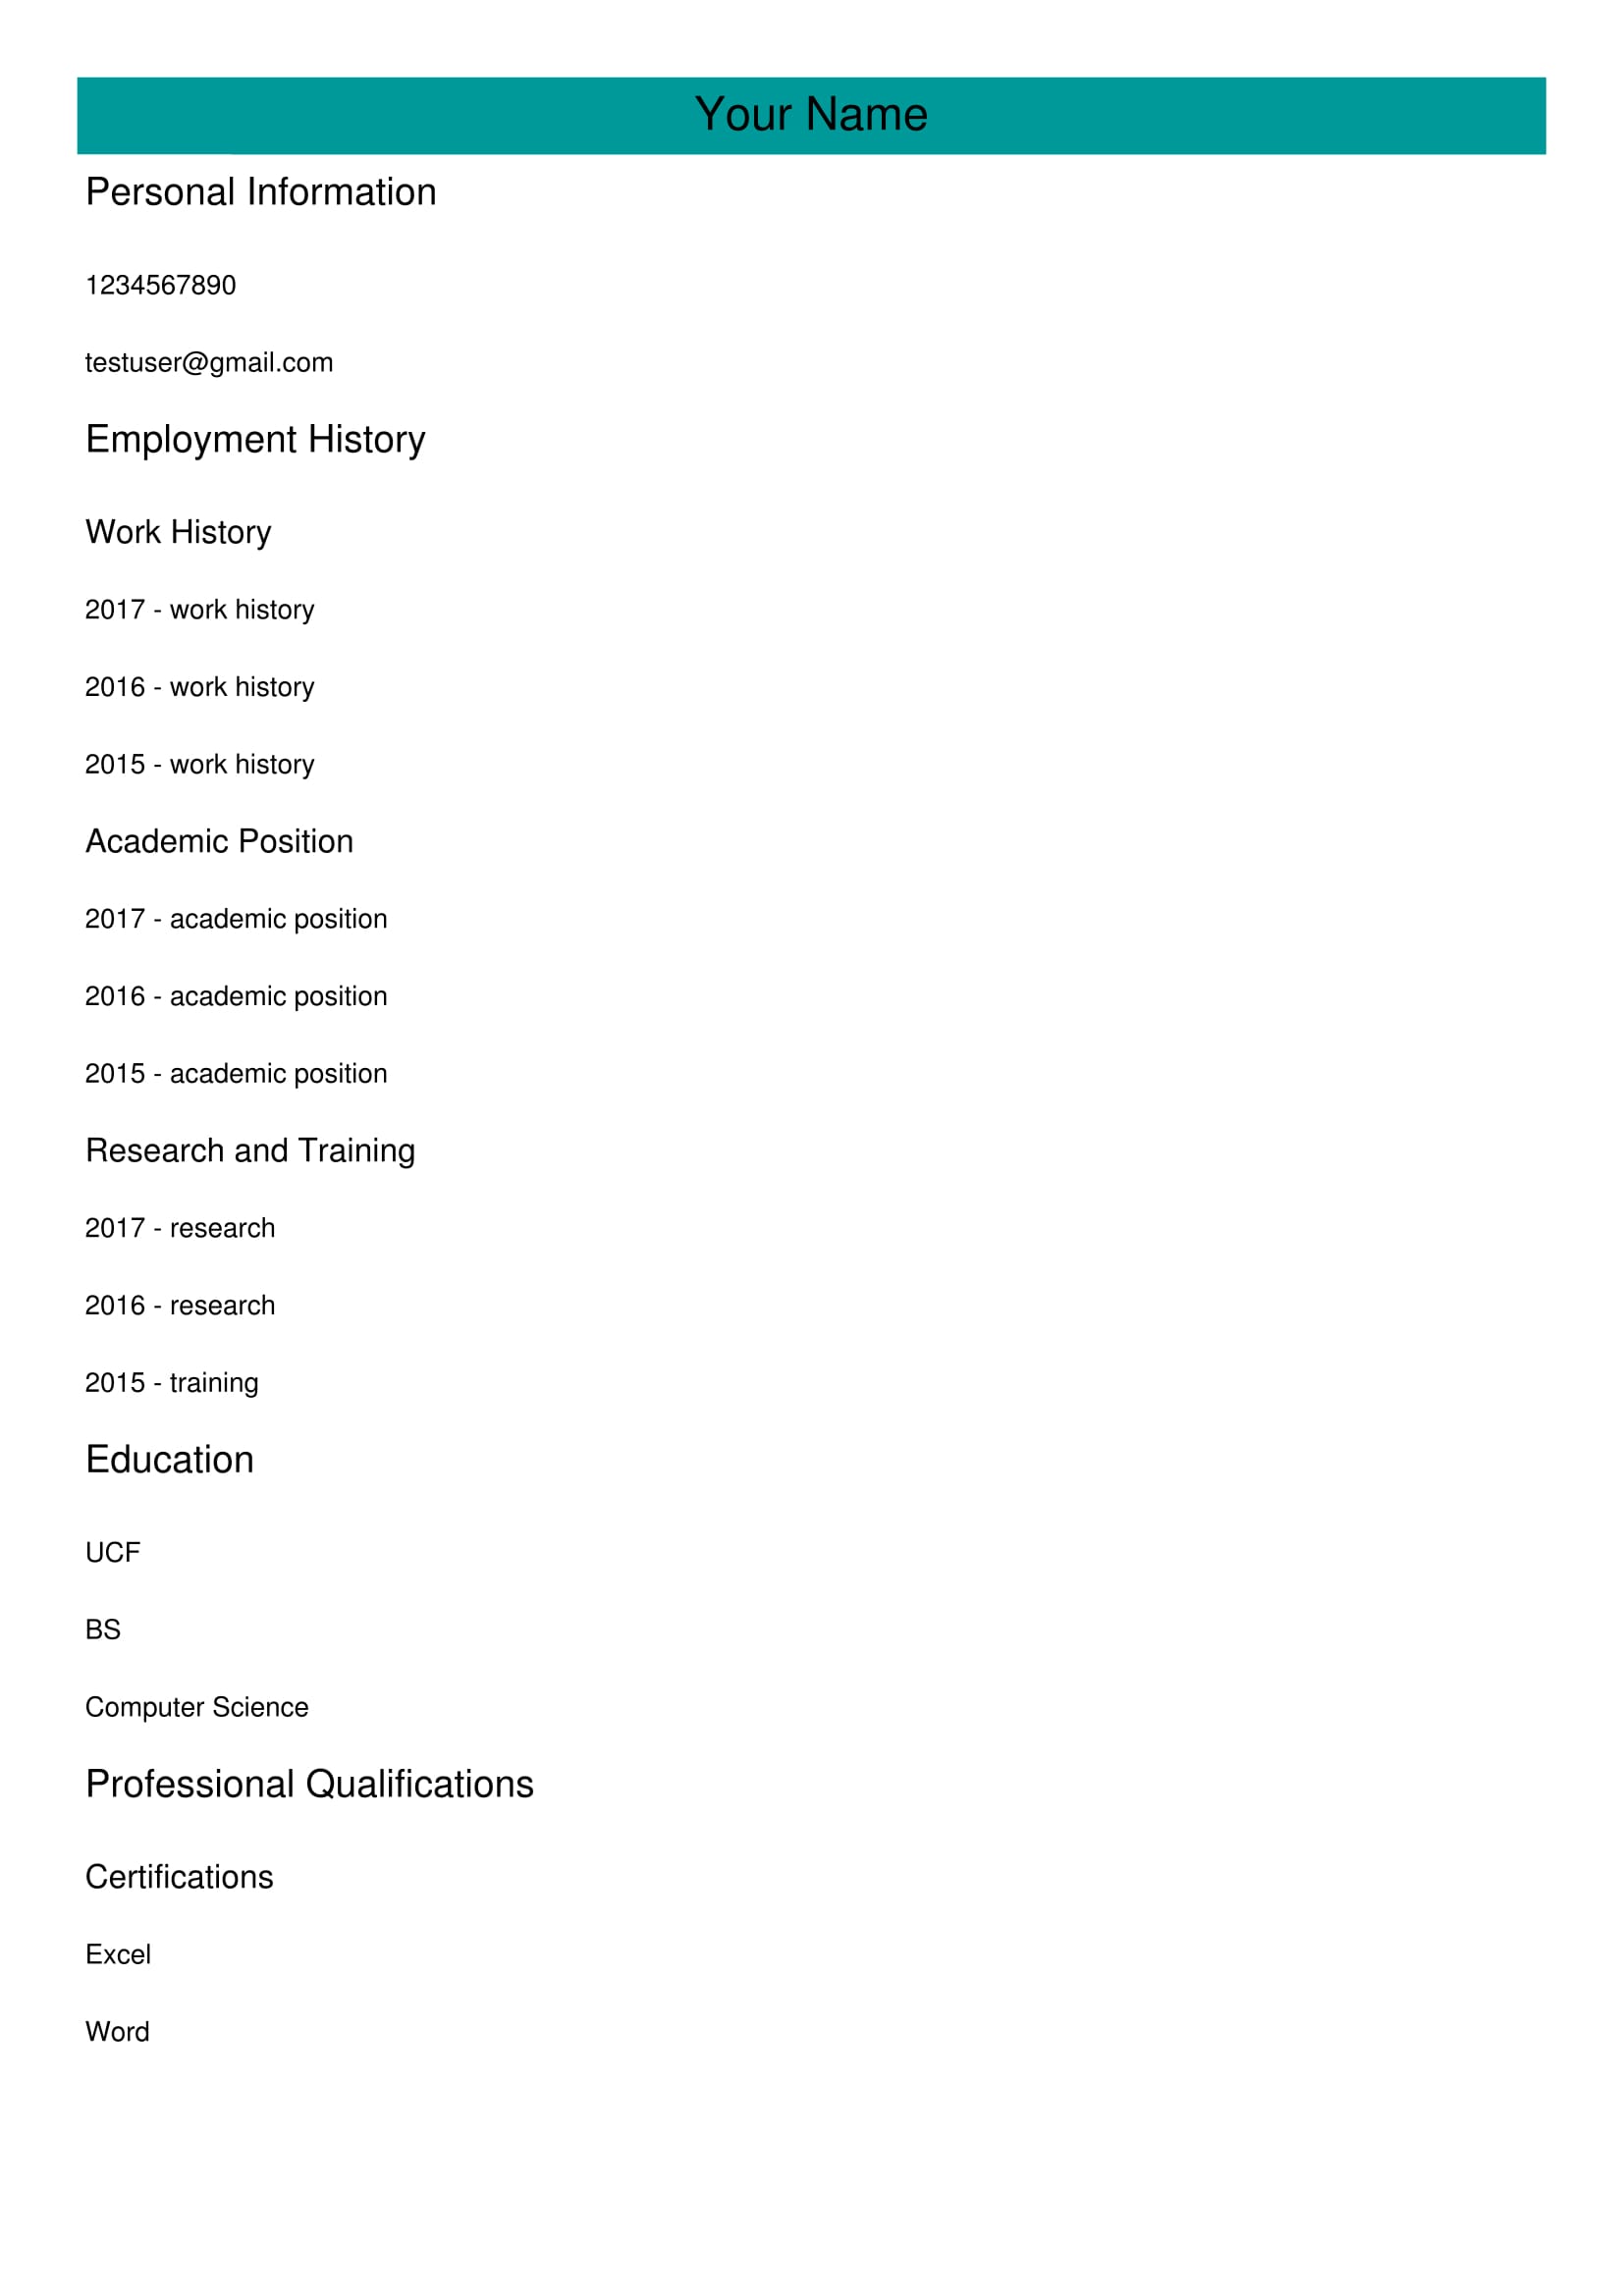 Your Name
Personal Information
1234567890
testuser@gmail.com
Employment History
Work History
2017 - work history
2016 - work history
2015 - work history
Academic Position
2017 - academic position
2016 - academic position
2015 - academic position
Research and Training
2017 - research
2016 - research
2015 - training
Education
UCF
BS
Computer Science
Professional Qualifications
Certifications
Excel
Word